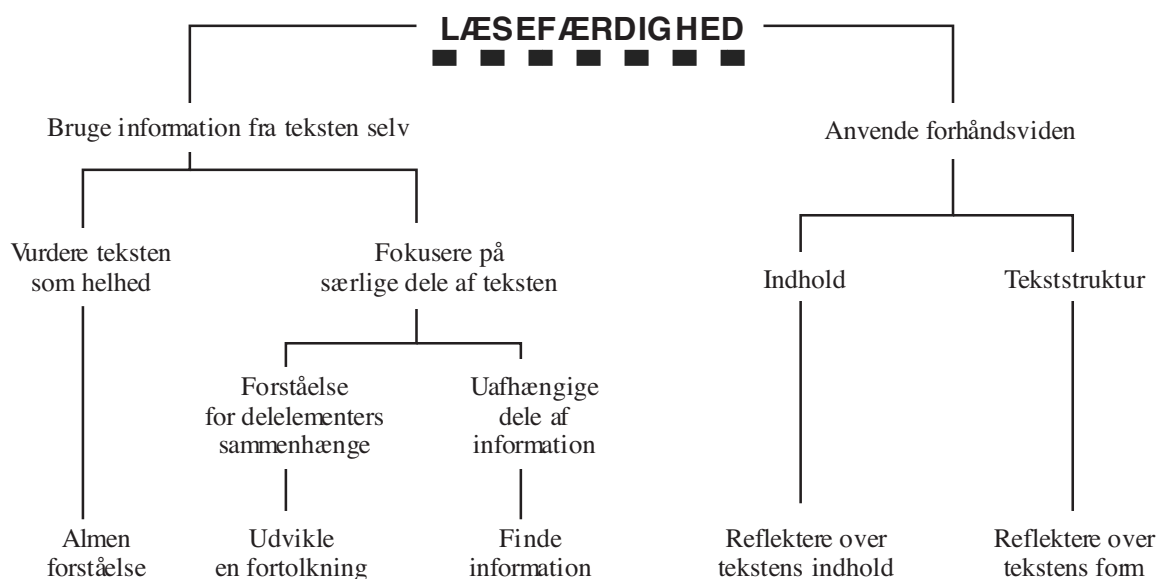 LÆSEFÆRDIGHED
Bruge information fra teksten selv
Anvende forhåndsviden
Vurdere teksten
som helhed
Fokusere på
særlige dele af teksten
Indhold
Tekststruktur
Forståelse
for delelementers
sammenhænge
Uafhængige
dele af
information
Almen
forståelse
Udvikle
en fortolkning
Finde
information
Reflektere over
tekstens indhold
Reflektere over
tekstens form